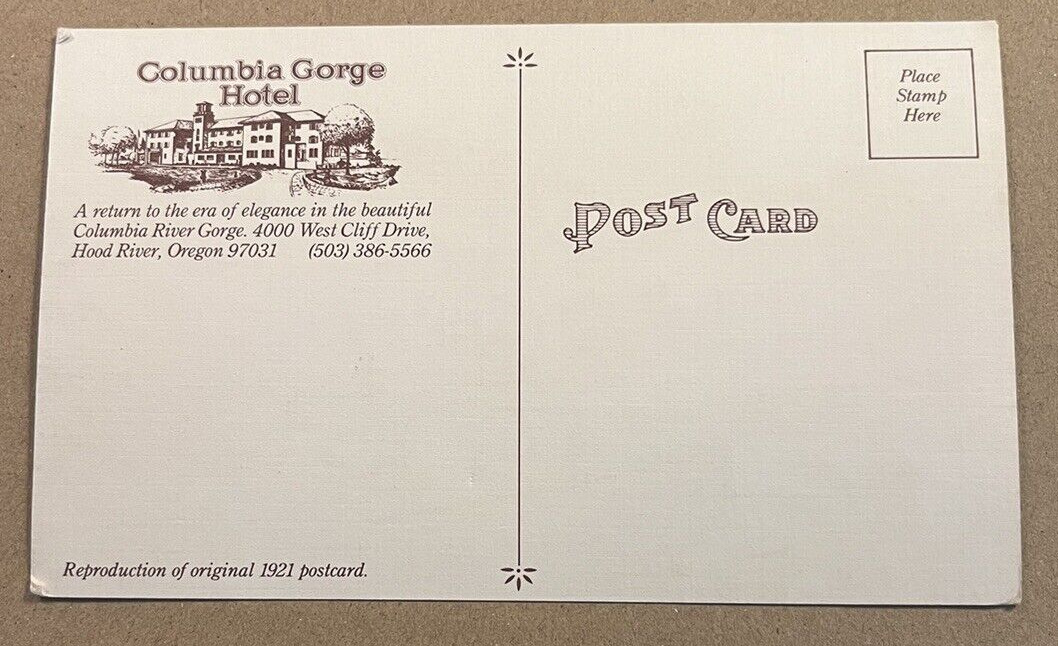 Columbia Gorge
Hotel
A return to the era of elegance in the beautiful
Columbia River Gorge. 4000 West Cliff Drive,
Hood River, Oregon 97031 (503) 386-5566
Reproduction of original 1921 postcard.
POST CARD
Place
Stamp
Here